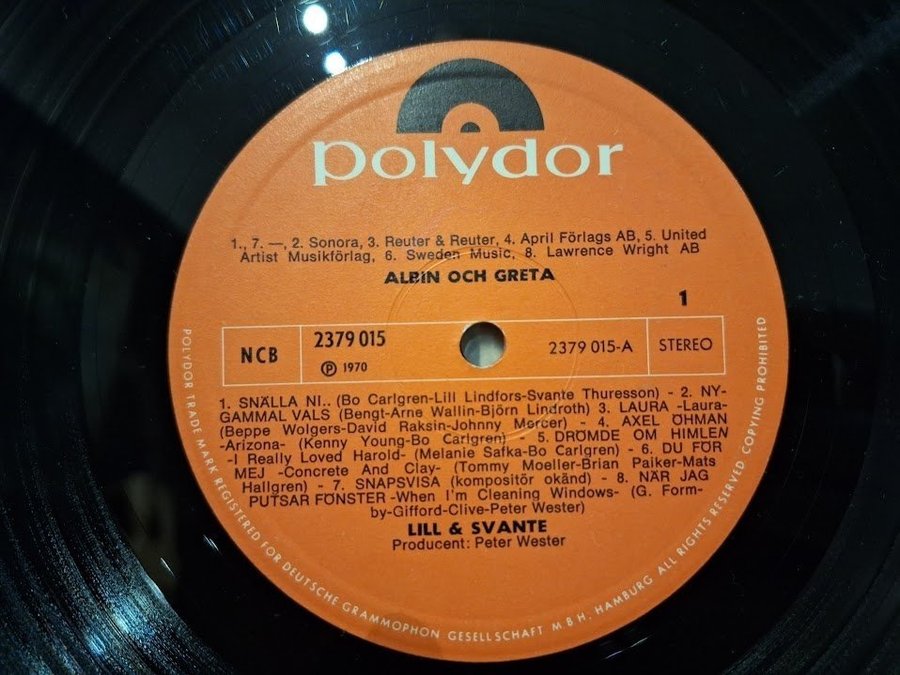 polydor
1., 7. —, 2. Sonora, 3. Reuter & Reuter, 4. April Förlags AB, 5. United
Artist Musikförlag, 6. Sweden Music, 8. Lawrence Wright AB
ALBIN OCH GRETA
1
NCB
2379 015
Ⓟ 1970
2379 015-A
STEREO
1. SNÄLLA NI.. (Bo Carlgren-Lill Lindfors-Svante Thuresson) - 2. NY-
GAMMAL VALS (Bengt-Arne Wallin-Björn Lindroth) 3. LAURA -Laura-
(Beppe Wolgers-David Raksin-Johnny Mercer) - 4. AXEL ÖHMAN
-Arizona- (Kenny Young-Bo Carlgren) - 5. DRÖMDE OM HIMLEN
-I Really Loved Harold- (Melanie Safka-Bo Carlgren) - 6. DU FÖR
MEJ -Concrete And Clay- (Tommy Moeller-Brian Paiker-Mats
Hallgren) - 7. SNAPSVISA (kompositör okänd) - 8. NÄR JAG
PUTSAR FÖNSTER -When I'm Cleaning Windows- (G. Form-
by-Gifford-Clive-Peter Wester)
LILL & SVANTE
Producent: Peter Wester
POLYDOR TRADE MARK REGISTERED FOR DEUTSCHE GRAMMOPHON GESELLSCHAFT M B H. HAMBURG ALL RIGHTS RESERVED COPYING PROHIBITED